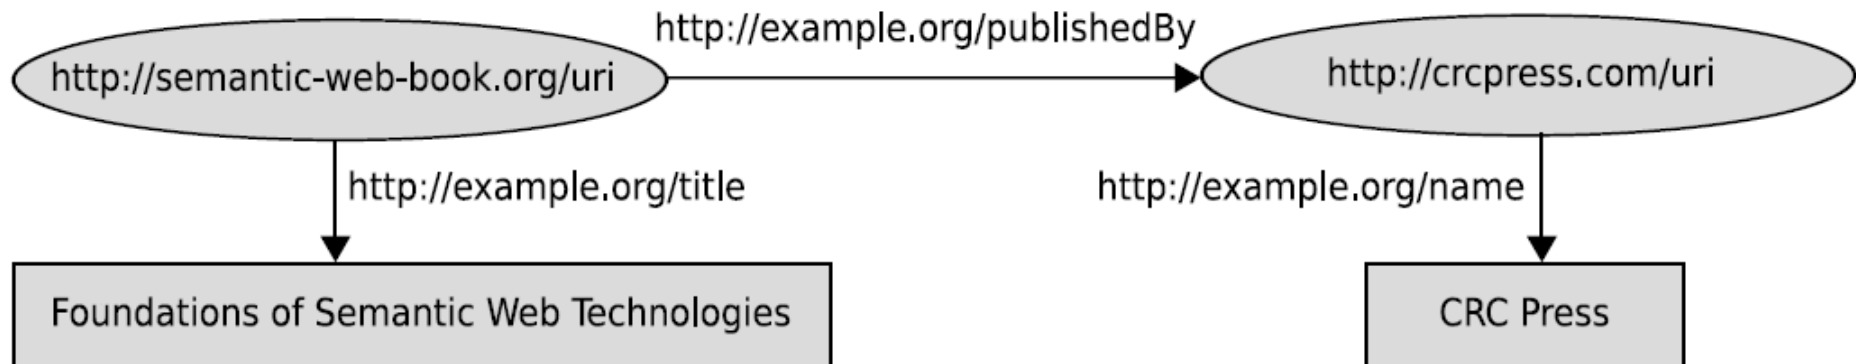 http://example.org/publishedBy
http://semantic-web-book.org/uri
http://crcpress.com/uri
http://example.org/title
http://example.org/name
Foundations of Semantic Web Technologies
CRC Press